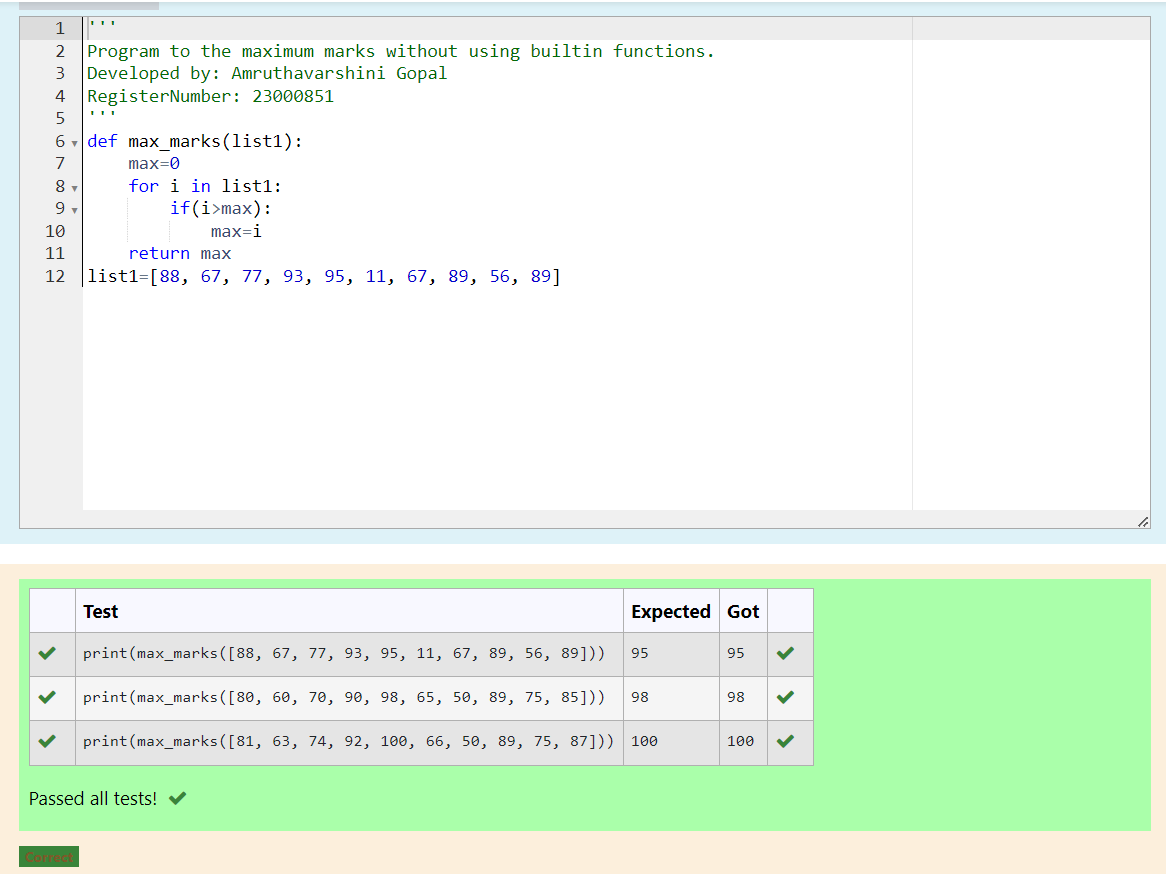 1 '''
2 Program to the maximum marks without using builtin functions.
3 Developed by: Amruthavarshini Gopal
4 RegisterNumber: 23000851
5 '''
6 def max_marks(list1):
7     max=0
8     for i in list1:
9         if(i>max):
10             max=i
11     return max
12 list1=[88, 67, 77, 93, 95, 11, 67, 89, 56, 89]
Test Expected Got
print(max_marks([88, 67, 77, 93, 95, 11, 67, 89, 56, 89])) 95 95
print(max_marks([80, 60, 70, 90, 98, 65, 50, 89, 75, 85])) 98 98
print(max_marks([81, 63, 74, 92, 100, 66, 50, 89, 75, 87])) 100 100
Passed all tests!
Correct